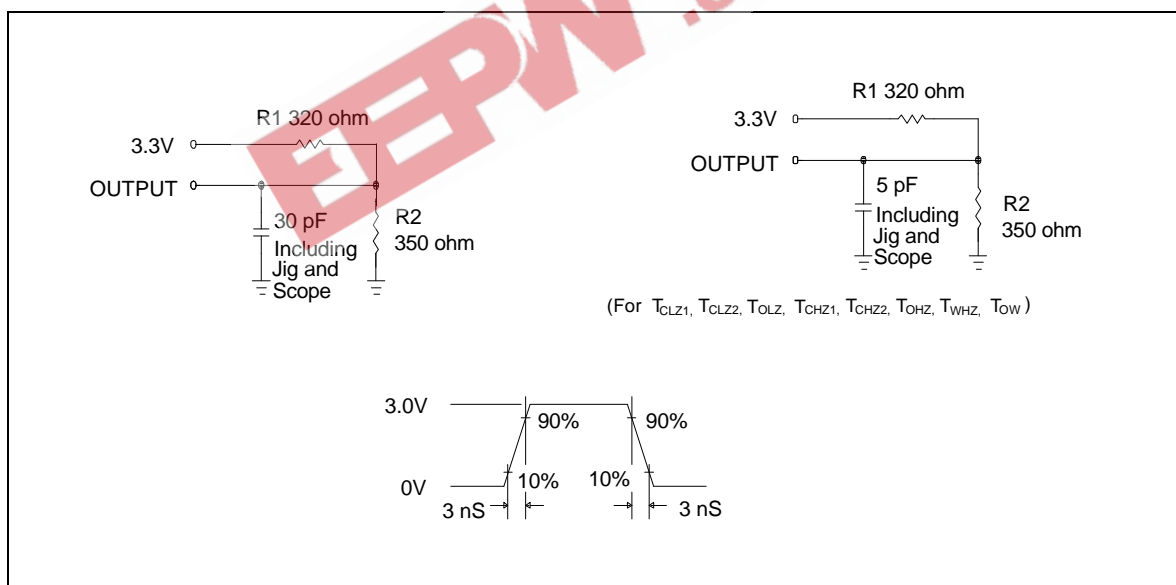 EEPW
R1 320 ohm
3.3V
OUTPUT
30 pF
Including
Jig and
Scope
R2
350 ohm
R1 320 ohm
3.3V
OUTPUT
5 pF
Including
Jig and
Scope
R2
350 ohm
(For TCLZ1, TCLZ2, TOLZ, TCHZ1, TCHZ2, TOHZ, TWHZ, TOW )
3.0V
90%
90%
0V
10%
10%
3 nS
3 nS